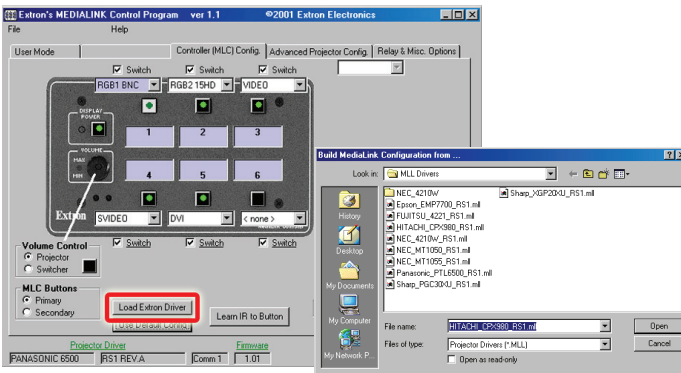 Extron's MEDIALINK Control Program   ver 1.1   ©2001 Extron Electronics
File   Help
User Mode   Controller (MLC) Config.   Advanced Projector Config.   Relay & Misc. Options
Switch   Switch   Switch
RGB1 BNC   RGB2 15HD   VIDEO
DISPLAY
POWER
1   2   3
VOLUME
MAX
MIN
4   5   6
Extron
SVIDEO   DVI   < none >
MediaLink Controller
Switch   Switch   Switch
Volume Control
Projector
Switcher
MLC Buttons
Primary
Secondary
Load Extron Driver
Learn IR to Button
Use Default Config
Projector Driver   Firmware
PANASONIC 6500   RS1 REV.A   Comm 1   1.01
Build MediaLink Configuration from ...
Look in:   MLL Drivers
History
Desktop
My Documents
My Computer
My Network P...
NEC_4210W
Epson_EMP7700_RS1.mll
FUJITSU_4221_RS1.mll
HITACHI_CPX980_RS1.mll
NEC_4210W_RS1.mll
NEC_MT1050_RS1.mll
NEC_MT1055_RS1.mll
Panasonic_PTL6500_RS1.mll
Sharp_PGC30XU_RS1.mll
Sharp_XGP20XU_RS1.mll
File name:   HITACHI_CPX980_RS1.mll   Open
Files of type:   Projector Drivers (*.MLL)   Cancel
Open as read-only